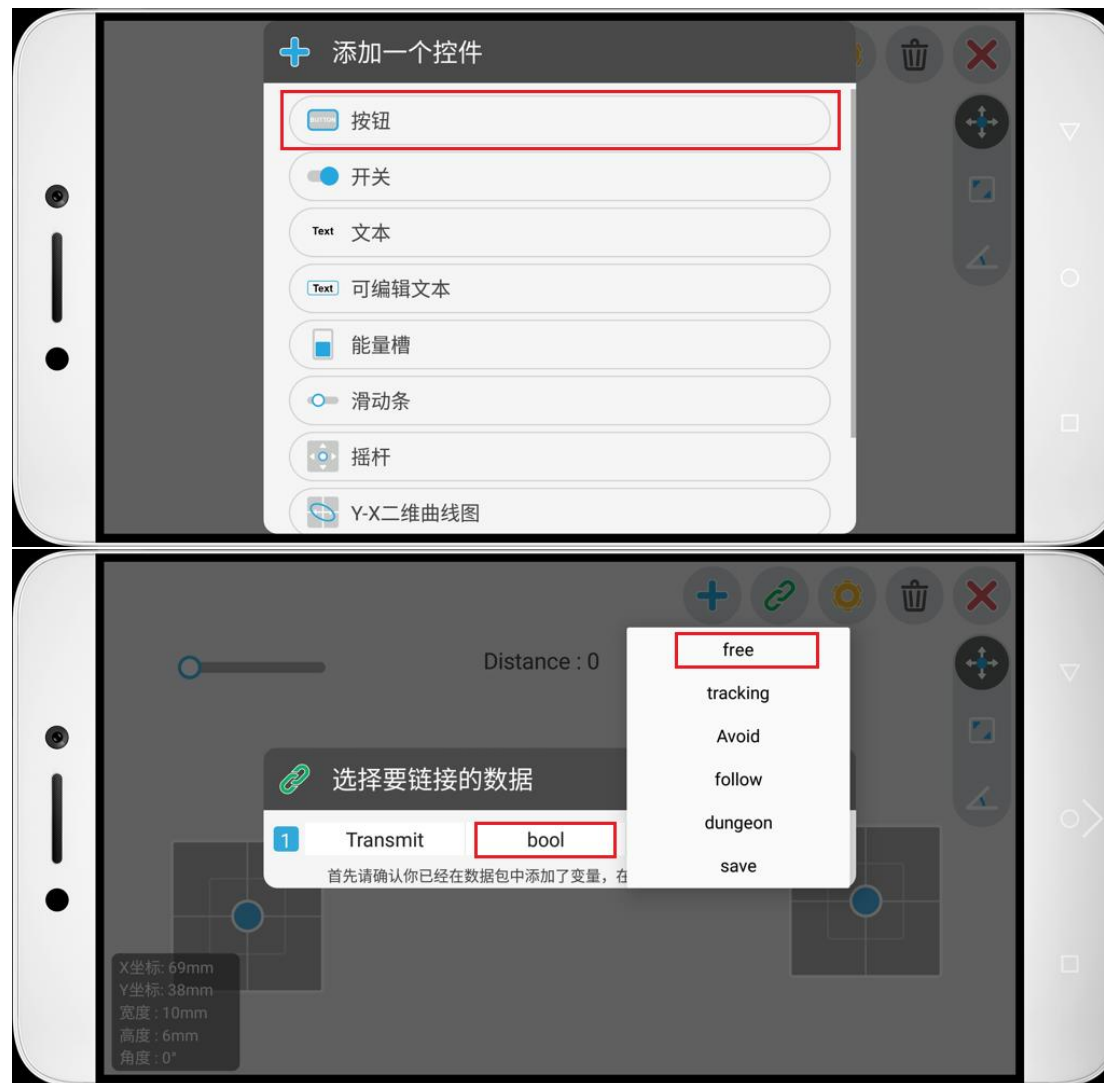 添加一个控件
BUTTON 按钮
开关
Text 文本
Text 可编辑文本
能量槽
滑动条
摇杆
Y-X二维曲线图
Distance : 0
free
tracking
Avoid
follow
dungeon
save
选择要链接的数据
1 Transmit bool
首先请确认你已经在数据包中添加了变量，在
X坐标: 69mm
Y坐标: 38mm
宽度 : 10mm
高度 : 6mm
角度 : 0°